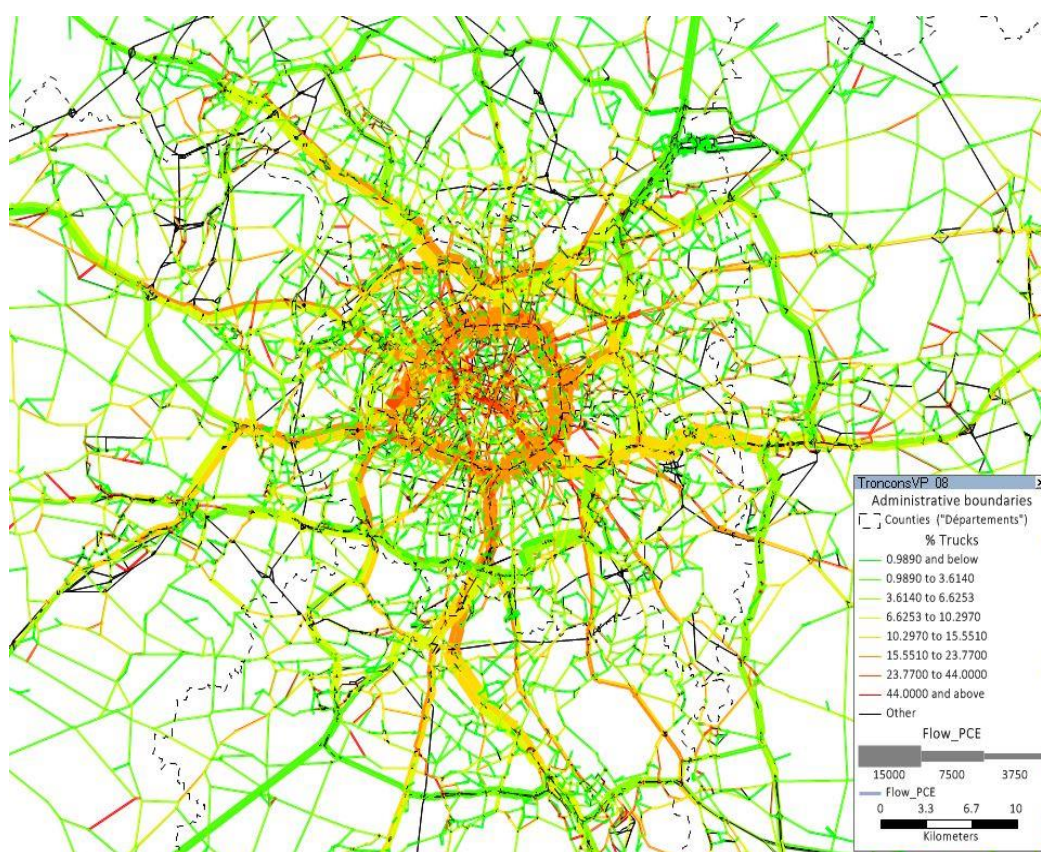 TronconsVP_08
Administrative boundaries
Counties ("Départements")
% Trucks
0.9890 and below
0.9890 to 3.6140
3.6140 to 6.6253
6.6253 to 10.2970
10.2970 to 15.5510
15.5510 to 23.7700
23.7700 to 44.0000
44.0000 and above
Other
Flow_PCE
15000 7500 3750
Flow_PCE
0 3.3 6.7 10
Kilometers